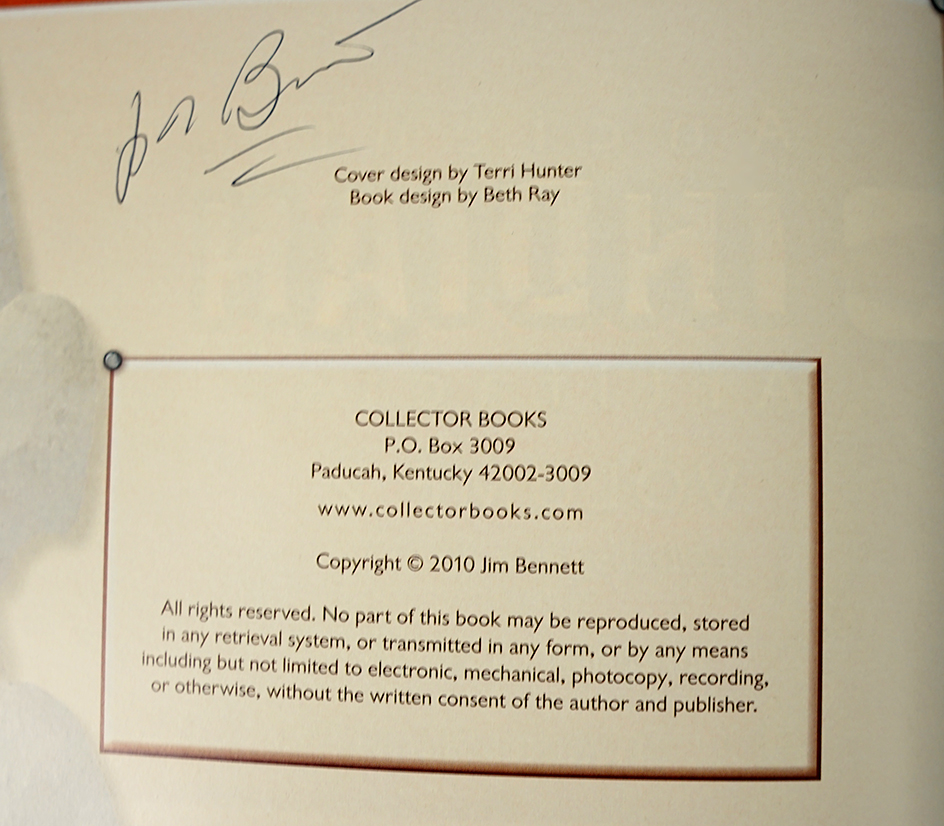 Jim Bennett
Cover design by Terri Hunter
Book design by Beth Ray
COLLECTOR BOOKS
P.O. Box 3009
Paducah, Kentucky 42002-3009
www.collectorbooks.com
Copyright © 2010 Jim Bennett
All rights reserved. No part of this book may be reproduced, stored
in any retrieval system, or transmitted in any form, or by any means
including but not limited to electronic, mechanical, photocopy, recording,
or otherwise, without the written consent of the author and publisher.